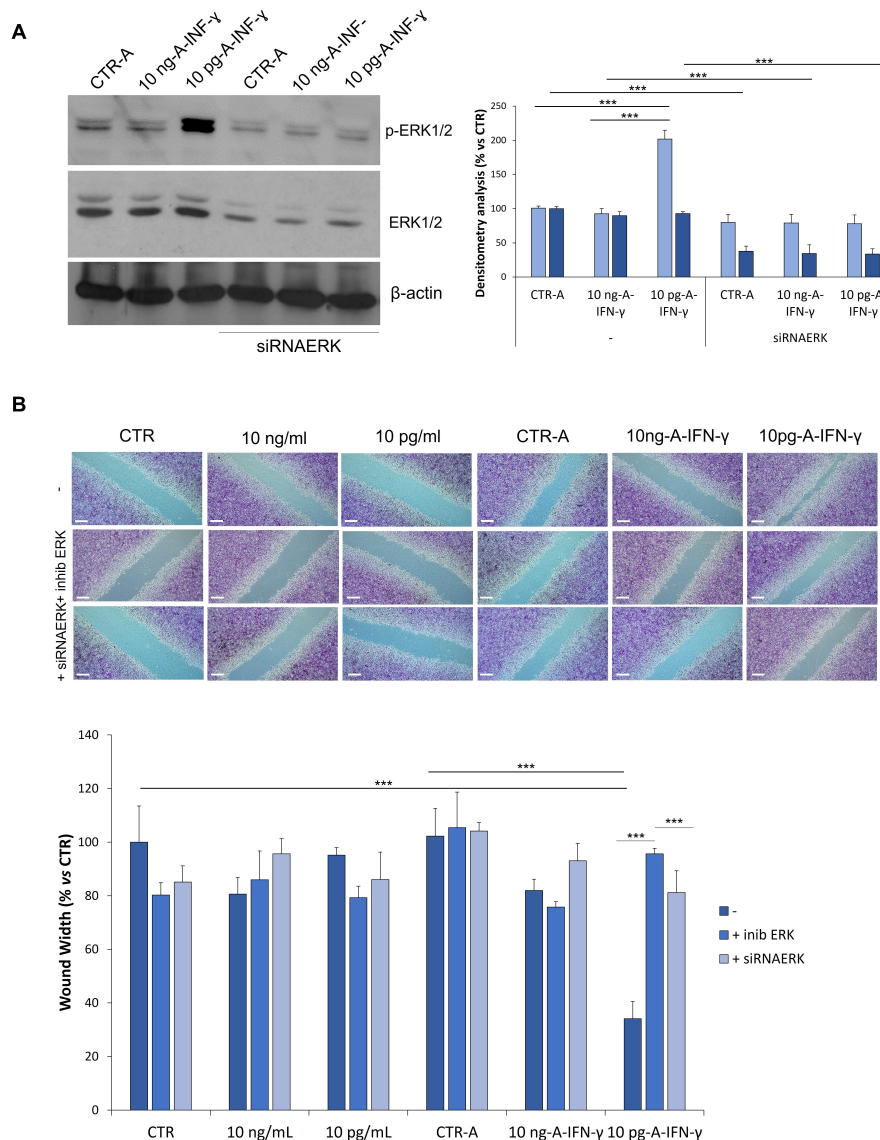 A
CTR-A
10 ng-A-INF-γ
10 pg-A-INF-γ
CTR-A
10 ng-A-INF-
10 pg-A-INF-γ
p-ERK1/2
ERK1/2
β-actin
siRNAERK
Densitometry analysis (% vs CTR)
250
200
150
100
50
0
***
***
***
***
***
CTR-A
10 ng-A-IFN-γ
10 pg-A-IFN-γ
CTR-A
10 ng-A-IFN-γ
10 pg-A-IFN-γ
-
siRNAERK
B
CTR
10 ng/ml
10 pg/ml
CTR-A
10ng-A-IFN-γ
10pg-A-IFN-γ
-
+ inhib ERK
+ siRNAERK
Wound Width (% vs CTR)
140
120
100
80
60
40
20
0
***
***
***
***
CTR
10 ng/mL
10 pg/mL
CTR-A
10 ng-A-IFN-γ
10 pg-A-IFN-γ
-
+ inib ERK
+ siRNAERK